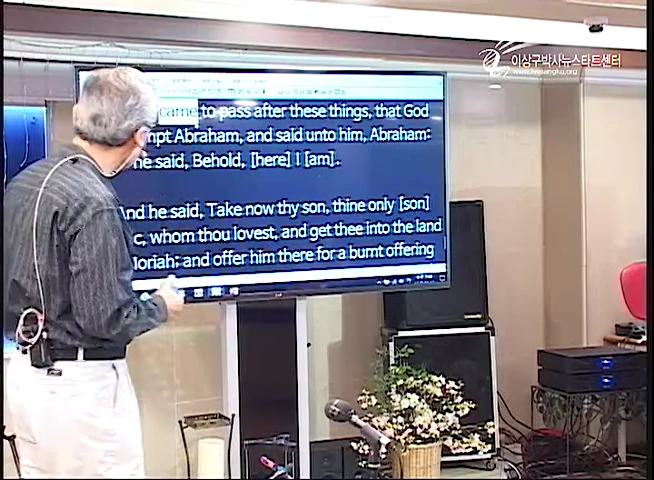 이상구박사뉴스타트센터
came to pass after these things, that God
mpt Abraham, and said unto him, Abraham:
he said, Behold, [here] I [am].
And he said, Take now thy son, thine only [son]
c, whom thou lovest, and get thee into the land
Moriah; and offer him there for a burnt offering